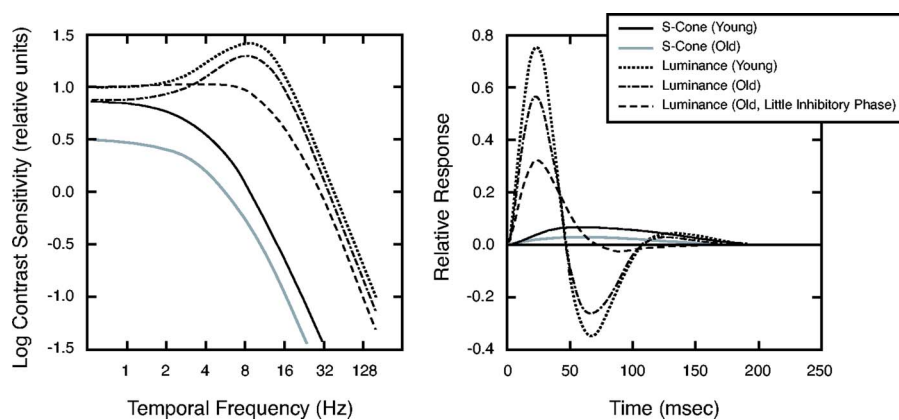 Log Contrast Sensitivity (relative units)
1.5
1.0
0.5
0.0
-0.5
-1.0
-1.5
1 2 4 8 16 32 128
Temporal Frequency (Hz)
Relative Response
0.8
0.6
0.4
0.2
0.0
-0.2
-0.4
0 50 100 150 200 250
Time (msec)
S-Cone (Young)
S-Cone (Old)
Luminance (Young)
Luminance (Old)
Luminance (Old, Little Inhibitory Phase)